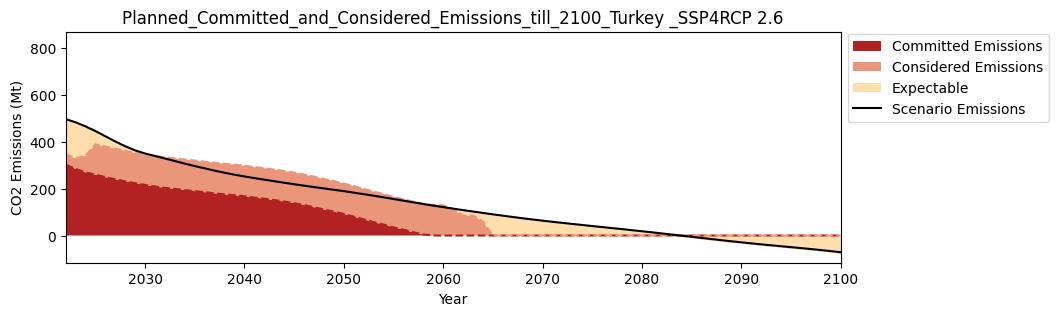 Planned_Committed_and_Considered_Emissions_till_2100_Turkey _SSP4RCP 2.6
800
600
400
200
0
CO2 Emissions (Mt)
2030 2040 2050 2060 2070 2080 2090 2100
Year
Committed Emissions
Considered Emissions
Expectable
Scenario Emissions